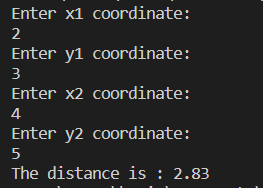 Enter x1 coordinate:
2
Enter y1 coordinate:
3
Enter x2 coordinate:
4
Enter y2 coordinate:
5
The distance is : 2.83